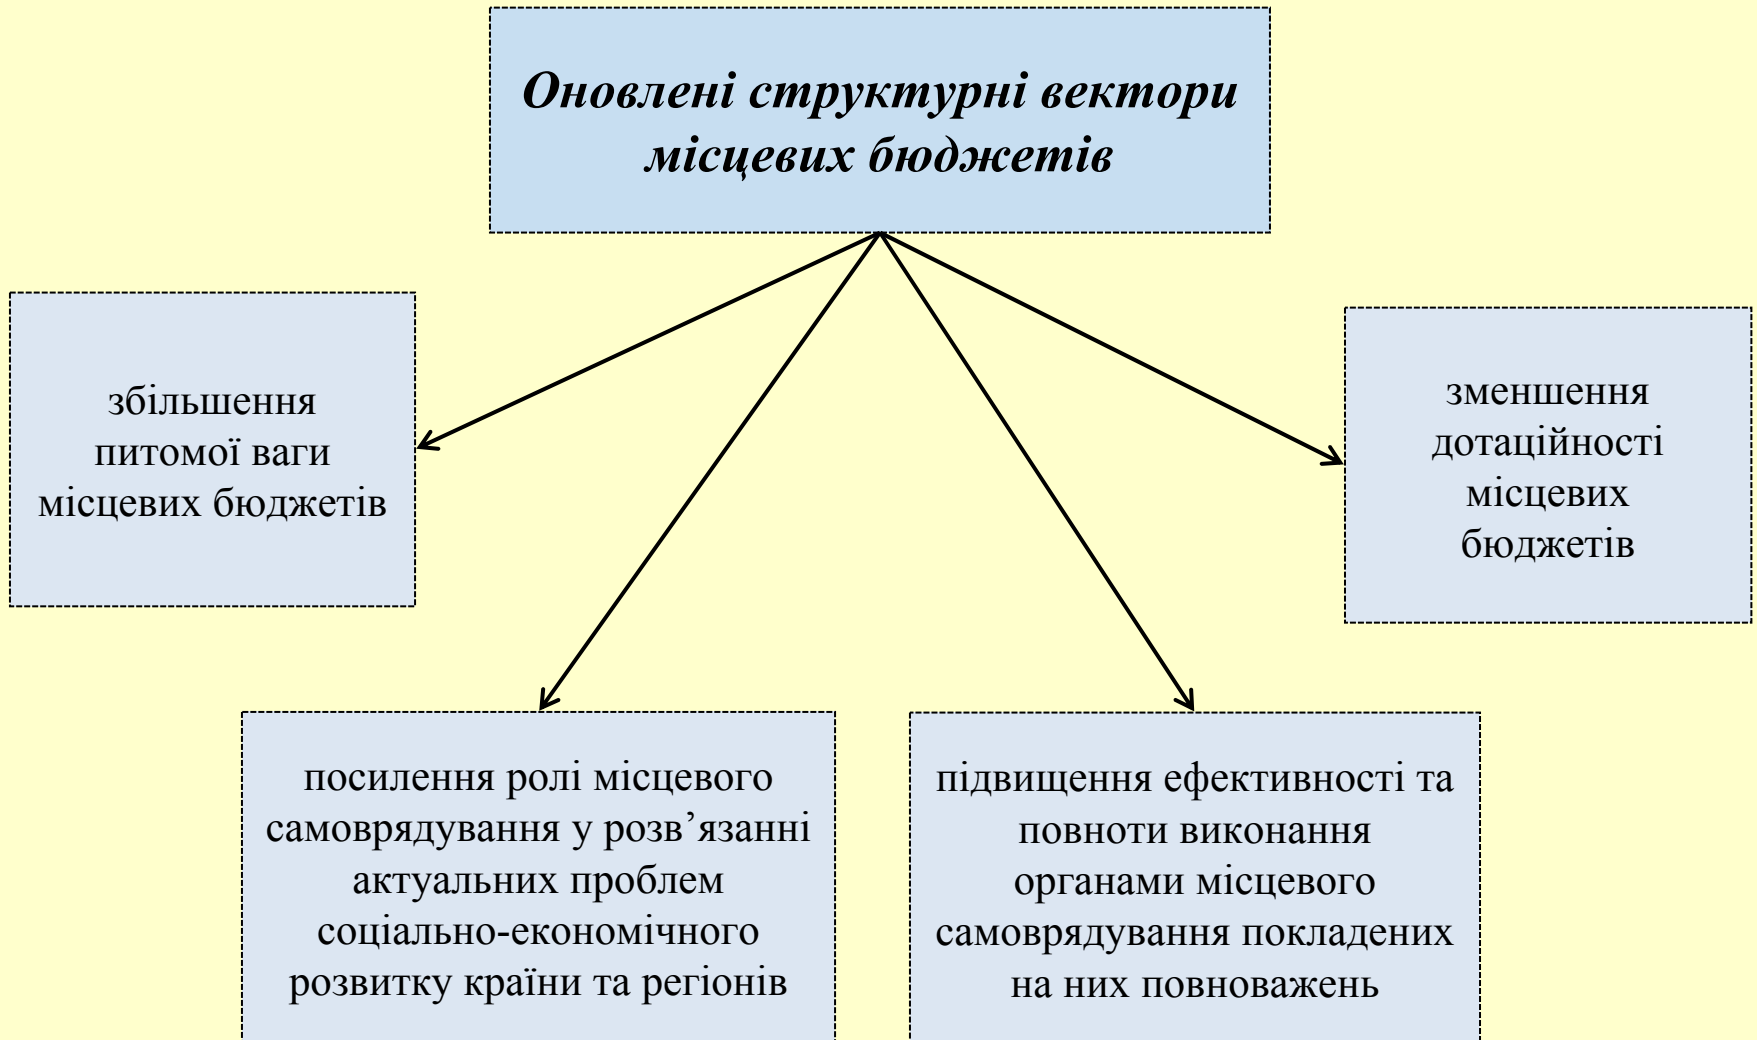 Оновлені структурні вектори
місцевих бюджетів
збільшення
питомої ваги
місцевих бюджетів
зменшення
дотаційності
місцевих
бюджетів
посилення ролі місцевого
самоврядування у розв’язанні
актуальних проблем
соціально-економічного
розвитку країни та регіонів
підвищення ефективності та
повноти виконання
органами місцевого
самоврядування покладених
на них повноважень